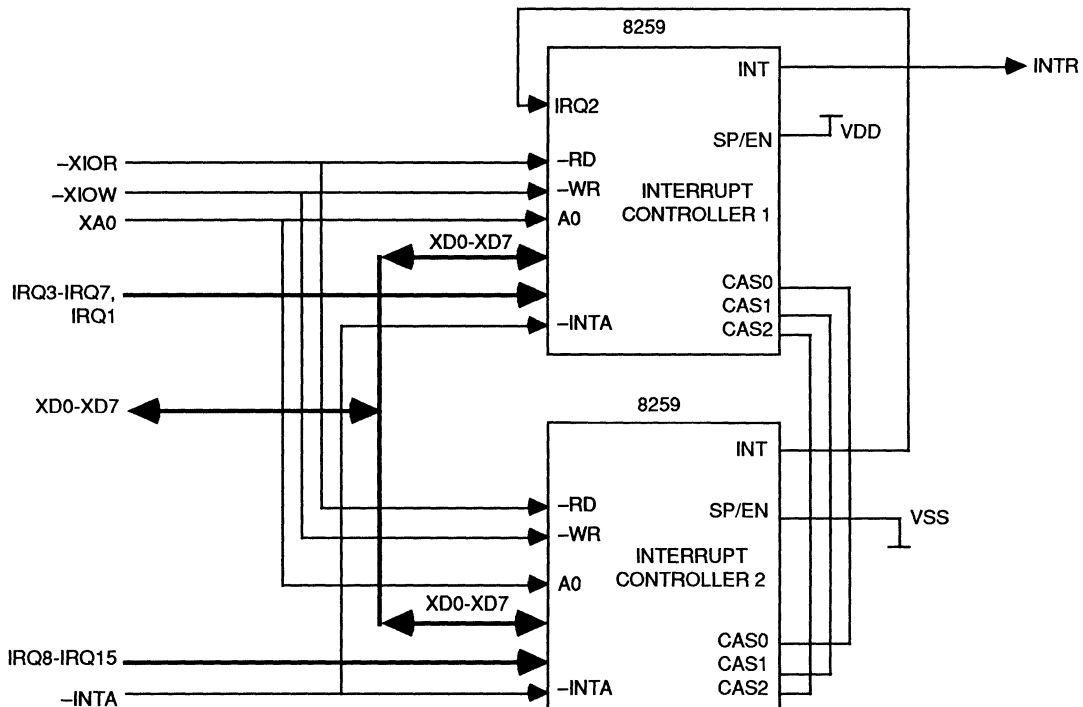 8259
INT
INTR
IRQ2
SP/EN
VDD
–XIOR
–RD
–XIOW
–WR
INTERRUPT
CONTROLLER 1
XA0
A0
XD0-XD7
IRQ3-IRQ7,
IRQ1
CAS0
CAS1
CAS2
–INTA
XD0-XD7
8259
INT
–RD
SP/EN
VSS
–WR
INTERRUPT
CONTROLLER 2
A0
XD0-XD7
IRQ8-IRQ15
CAS0
CAS1
CAS2
–INTA
–INTA